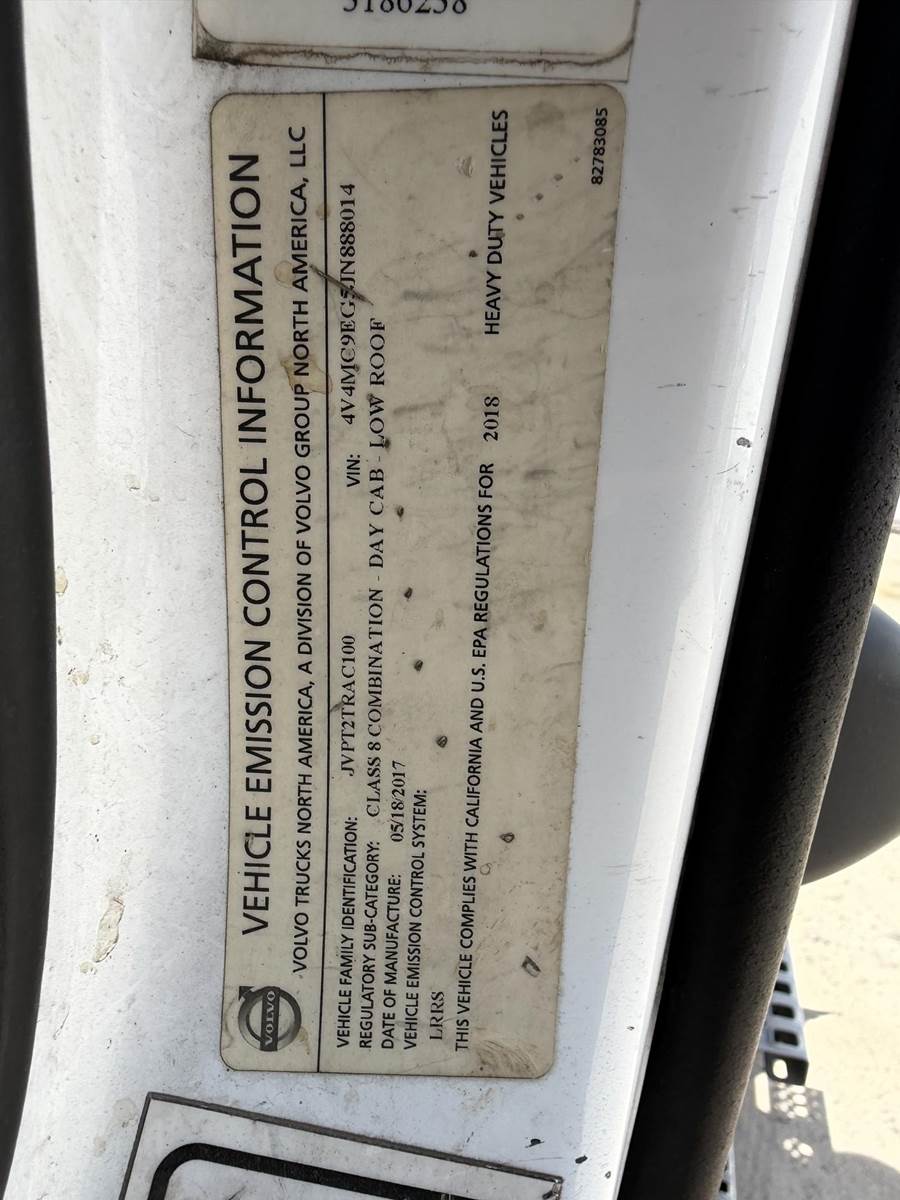 5186238
VEHICLE EMISSION CONTROL INFORMATION
VOLVO
VOLVO TRUCKS NORTH AMERICA, A DIVISION OF VOLVO GROUP NORTH AMERICA, LLC
VEHICLE FAMILY IDENTIFICATION: JVPT2TRAC100 VIN: 4V4MC9EG5JN888014
REGULATORY SUB-CATEGORY: CLASS 8 COMBINATION - DAY CAB - LOW ROOF
DATE OF MANUFACTURE: 05/18/2017
VEHICLE EMISSION CONTROL SYSTEM:
LRRS
THIS VEHICLE COMPLIES WITH CALIFORNIA AND U.S. EPA REGULATIONS FOR 2018 HEAVY DUTY VEHICLES
82783085